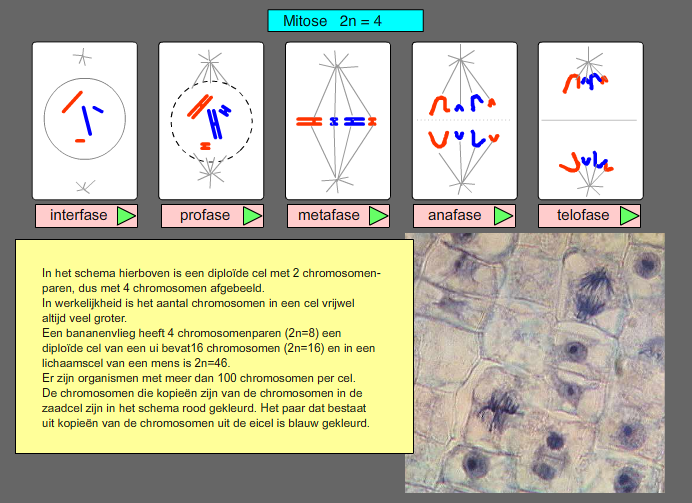 Mitose 2n = 4
interfase
profase
metafase
anafase
telofase
In het schema hierboven is een diploïde cel met 2 chromosomen-
paren, dus met 4 chromosomen afgebeeld.
In werkelijkheid is het aantal chromosomen in een cel vrijwel
altijd veel groter.
Een bananenvlieg heeft 4 chromosomenparen (2n=8) een
diploïde cel van een ui bevat16 chromosomen (2n=16) en in een
lichaamscel van een mens is 2n=46.
Er zijn organismen met meer dan 100 chromosomen per cel.
De chromosomen die kopieën zijn van de chromosomen in de
zaadcel zijn in het schema rood gekleurd. Het paar dat bestaat
uit kopieën van de chromosomen uit de eicel is blauw gekleurd.